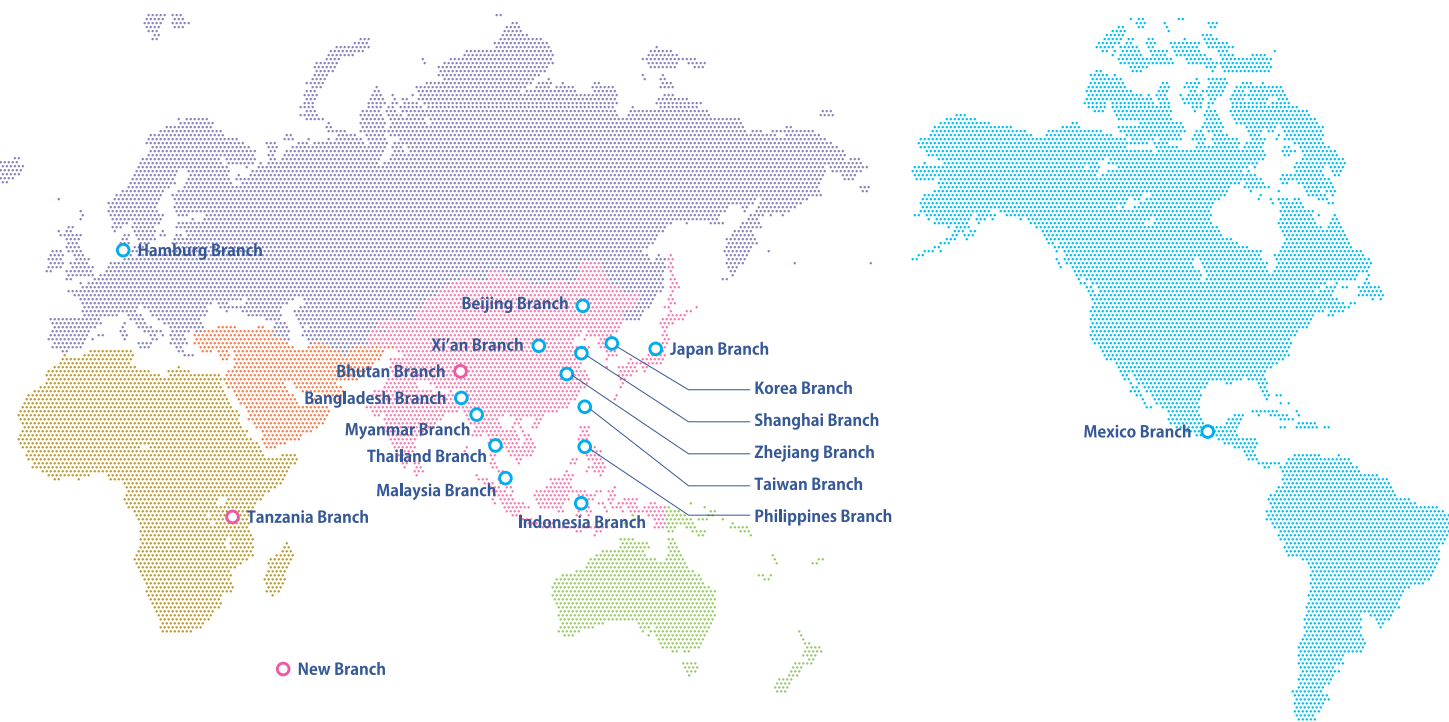 Hamburg Branch
Beijing Branch
Xi'an Branch
Japan Branch
Bhutan Branch
Korea Branch
Bangladesh Branch
Shanghai Branch
Myanmar Branch
Mexico Branch
Thailand Branch
Zhejiang Branch
Malaysia Branch
Taiwan Branch
Tanzania Branch
Indonesia Branch
Philippines Branch
New Branch